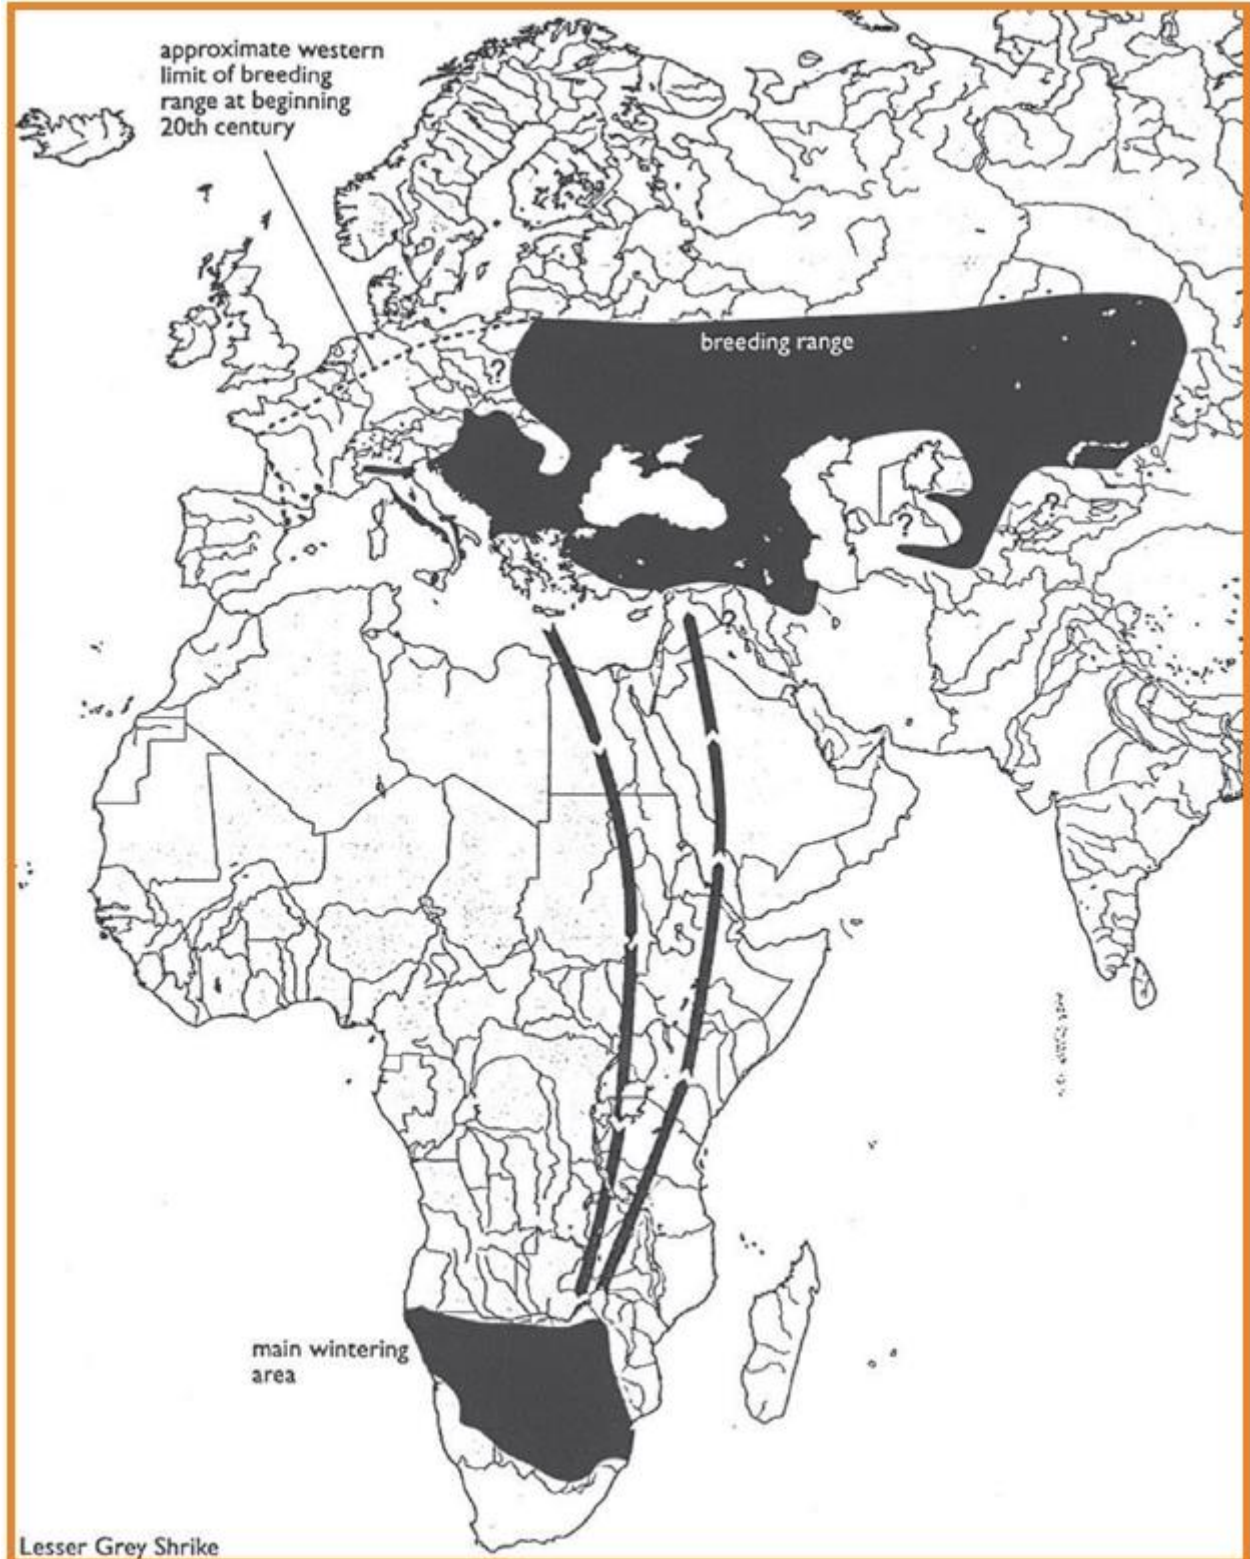 approximate western
limit of breeding
range at beginning
20th century
breeding range
?
?
?
main wintering
area
Lesser Grey Shrike